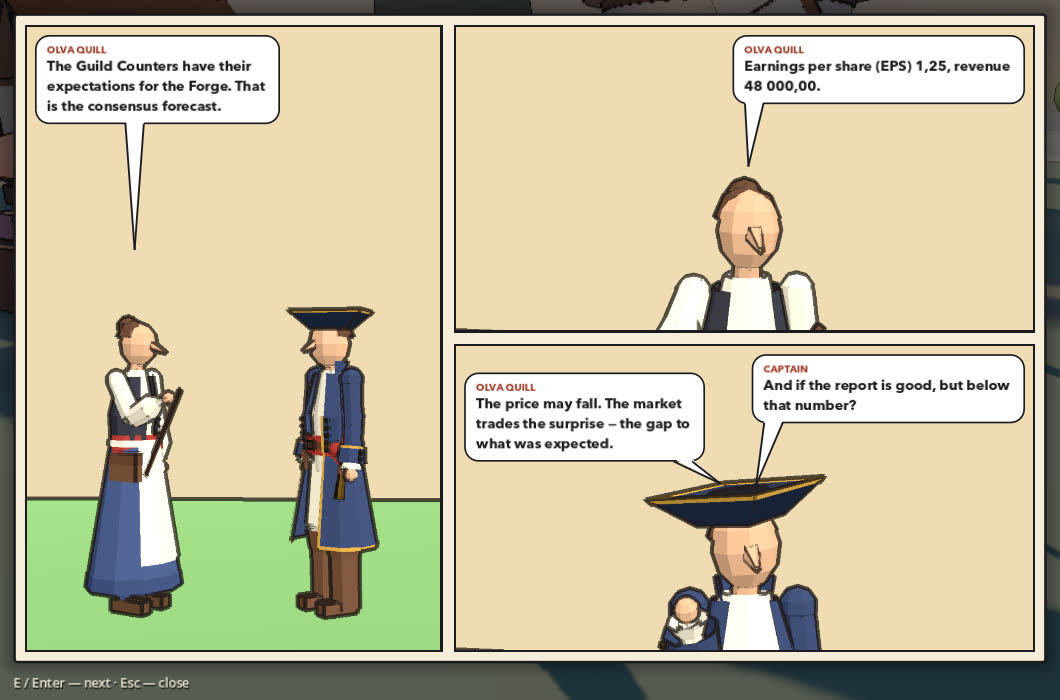 OLVA QUILL
The Guild Counters have their
expectations for the Forge. That
is the consensus forecast.
OLVA QUILL
Earnings per share (EPS) 1,25, revenue
48 000,00.
CAPTAIN
And if the report is good, but below
that number?
OLVA QUILL
The price may fall. The market
trades the surprise – the gap to
what was expected.
E / Enter — next · Esc — close